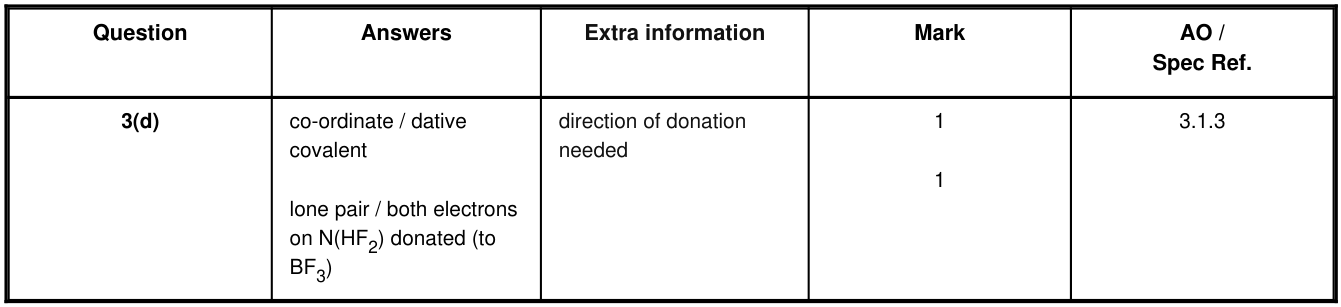 Question Answers Extra information Mark AO /
Spec Ref.
3(d) co-ordinate / dative direction of donation 1 3.1.3
covalent needed
1
lone pair / both electrons
on N(HF₂) donated (to
BF₃)